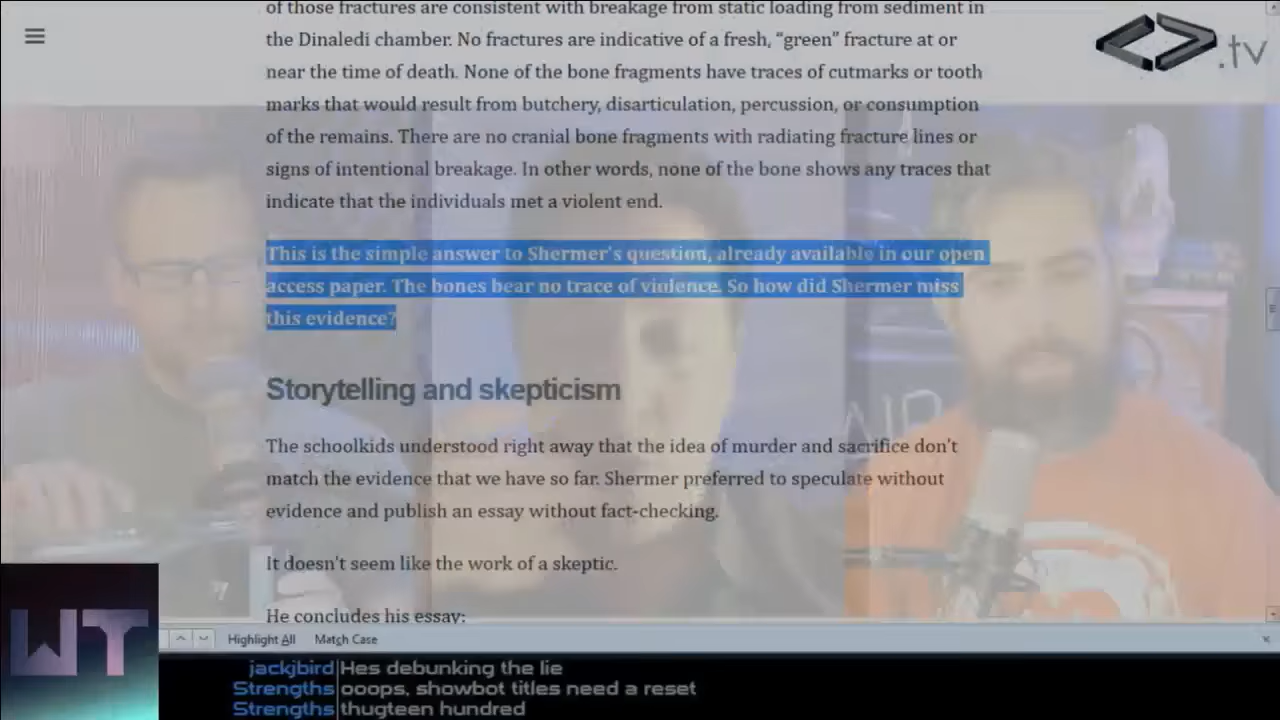 of those fractures are consistent with breakage from static loading from sediment in
the Dinaledi chamber. No fractures are indicative of a fresh, “green” fracture at or
near the time of death. None of the bone fragments have traces of cutmarks or tooth
marks that would result from butchery, disarticulation, percussion, or consumption
of the remains. There are no cranial bone fragments with radiating fracture lines or
signs of intentional breakage. In other words, none of the bone shows any traces that
indicate that the individuals met a violent end.
This is the simple answer to Shermer's question, already available in our open
access paper. The bones bear no trace of violence. So how did Shermer miss
this evidence?
Storytelling and skepticism
The schoolkids understood right away that the idea of murder and sacrifice don't
match the evidence that we have so far. Shermer preferred to speculate without
evidence and publish an essay without fact-checking.
It doesn't seem like the work of a skeptic.
He concludes his essay:
.tv
Highlight All Match Case
WT
jackjbird Hes debunking the lie
Strengths ooops, showbot titles need a reset
Strengths thugteen hundred